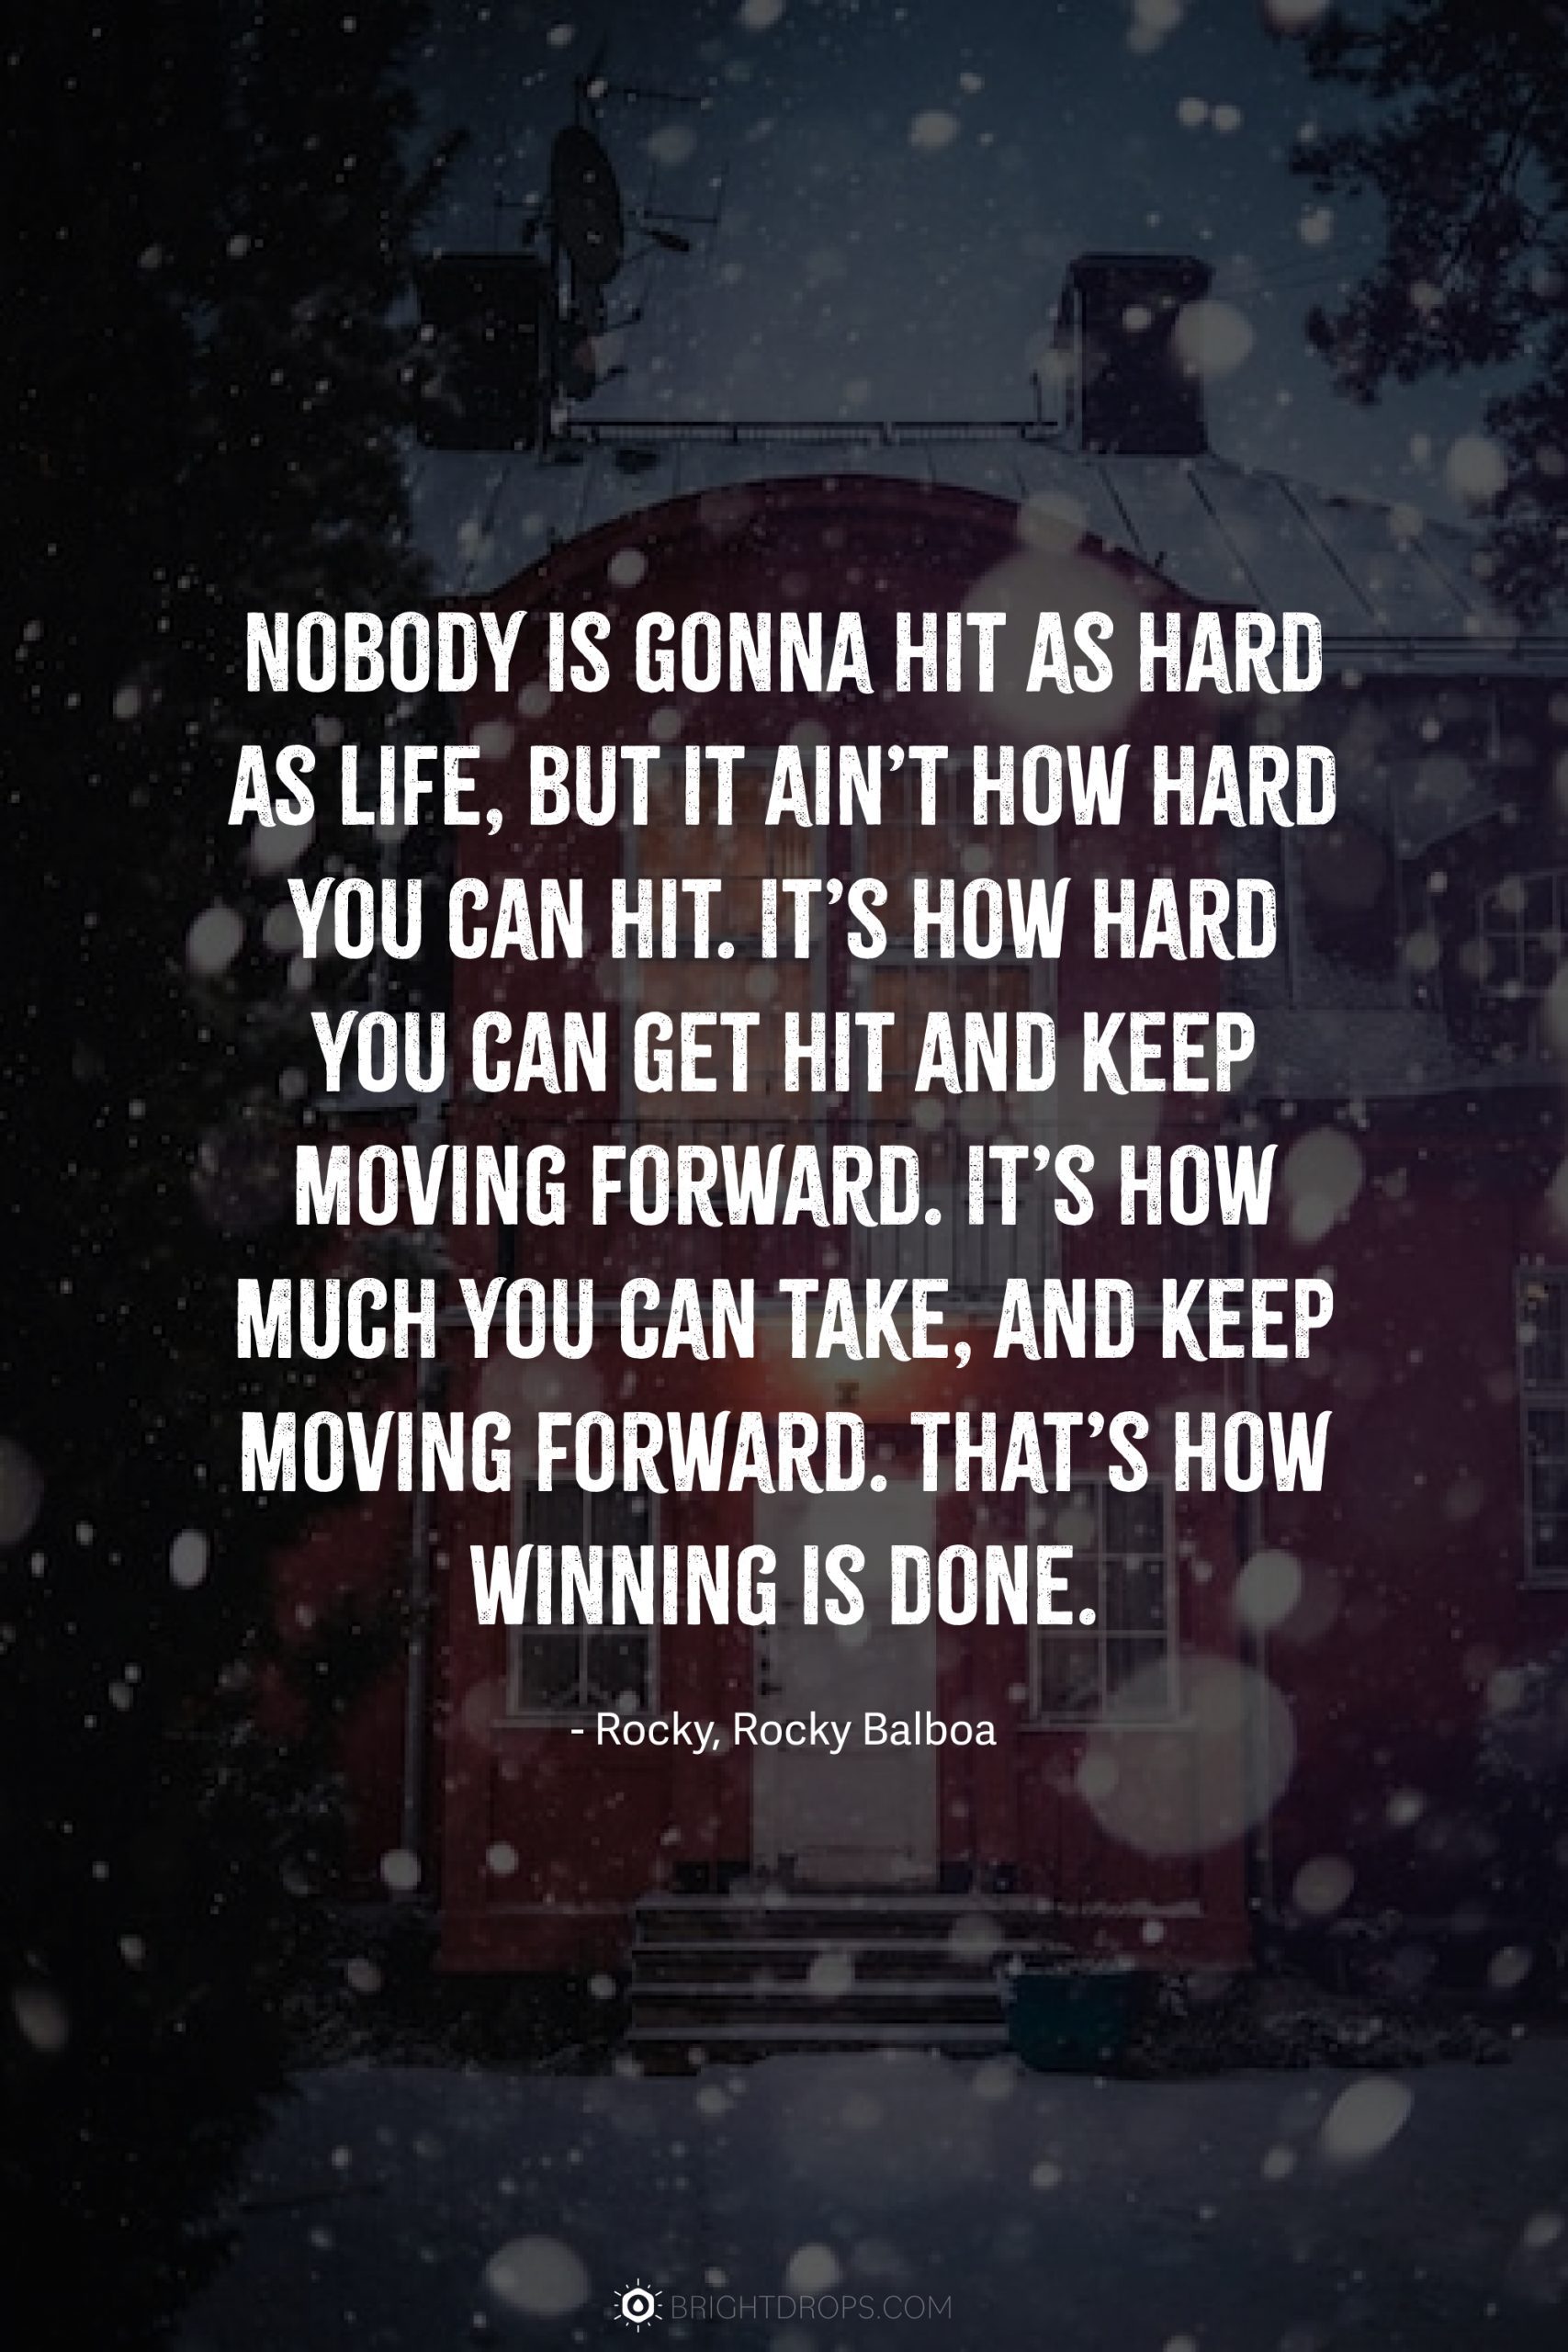 NOBODY IS GONNA HIT AS HARD
AS LIFE, BUT IT AIN'T HOW HARD
YOU CAN HIT. IT'S HOW HARD
YOU CAN GET HIT AND KEEP
MOVING FORWARD. IT'S HOW
MUCH YOU CAN TAKE, AND KEEP
MOVING FORWARD. THAT'S HOW
WINNING IS DONE.
- Rocky, Rocky Balboa
BRIGHTDROPS.COM